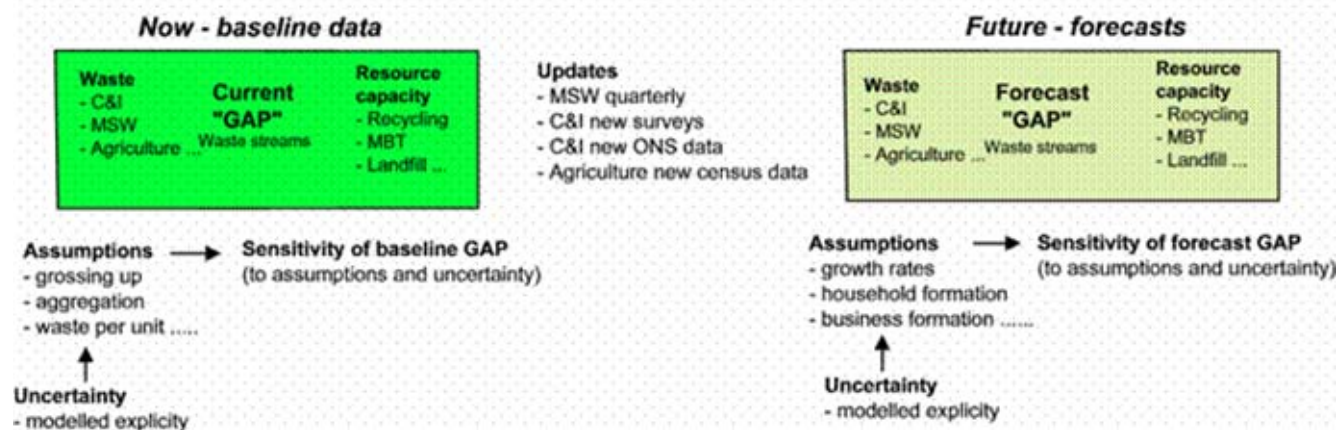 Now - baseline data
Waste
- C&I
- MSW
- Agriculture ...
Current
"GAP"
Waste streams
Resource
capacity
- Recycling
- MBT
- Landfill ...
Updates
- MSW quarterly
- C&I new surveys
- C&I new ONS data
- Agriculture new census data
Future - forecasts
Waste
- C&I
- MSW
- Agriculture ...
Forecast
"GAP"
Waste streams
Resource
capacity
- Recycling
- MBT
- Landfill ...
Assumptions
- grossing up
- aggregation
- waste per unit .....
Sensitivity of baseline GAP
(to assumptions and uncertainty)
Uncertainty
- modelled explicity
Assumptions
- growth rates
- household formation
- business formation ......
Sensitivity of forecast GAP
(to assumptions and uncertainty)
Uncertainty
- modelled explicity